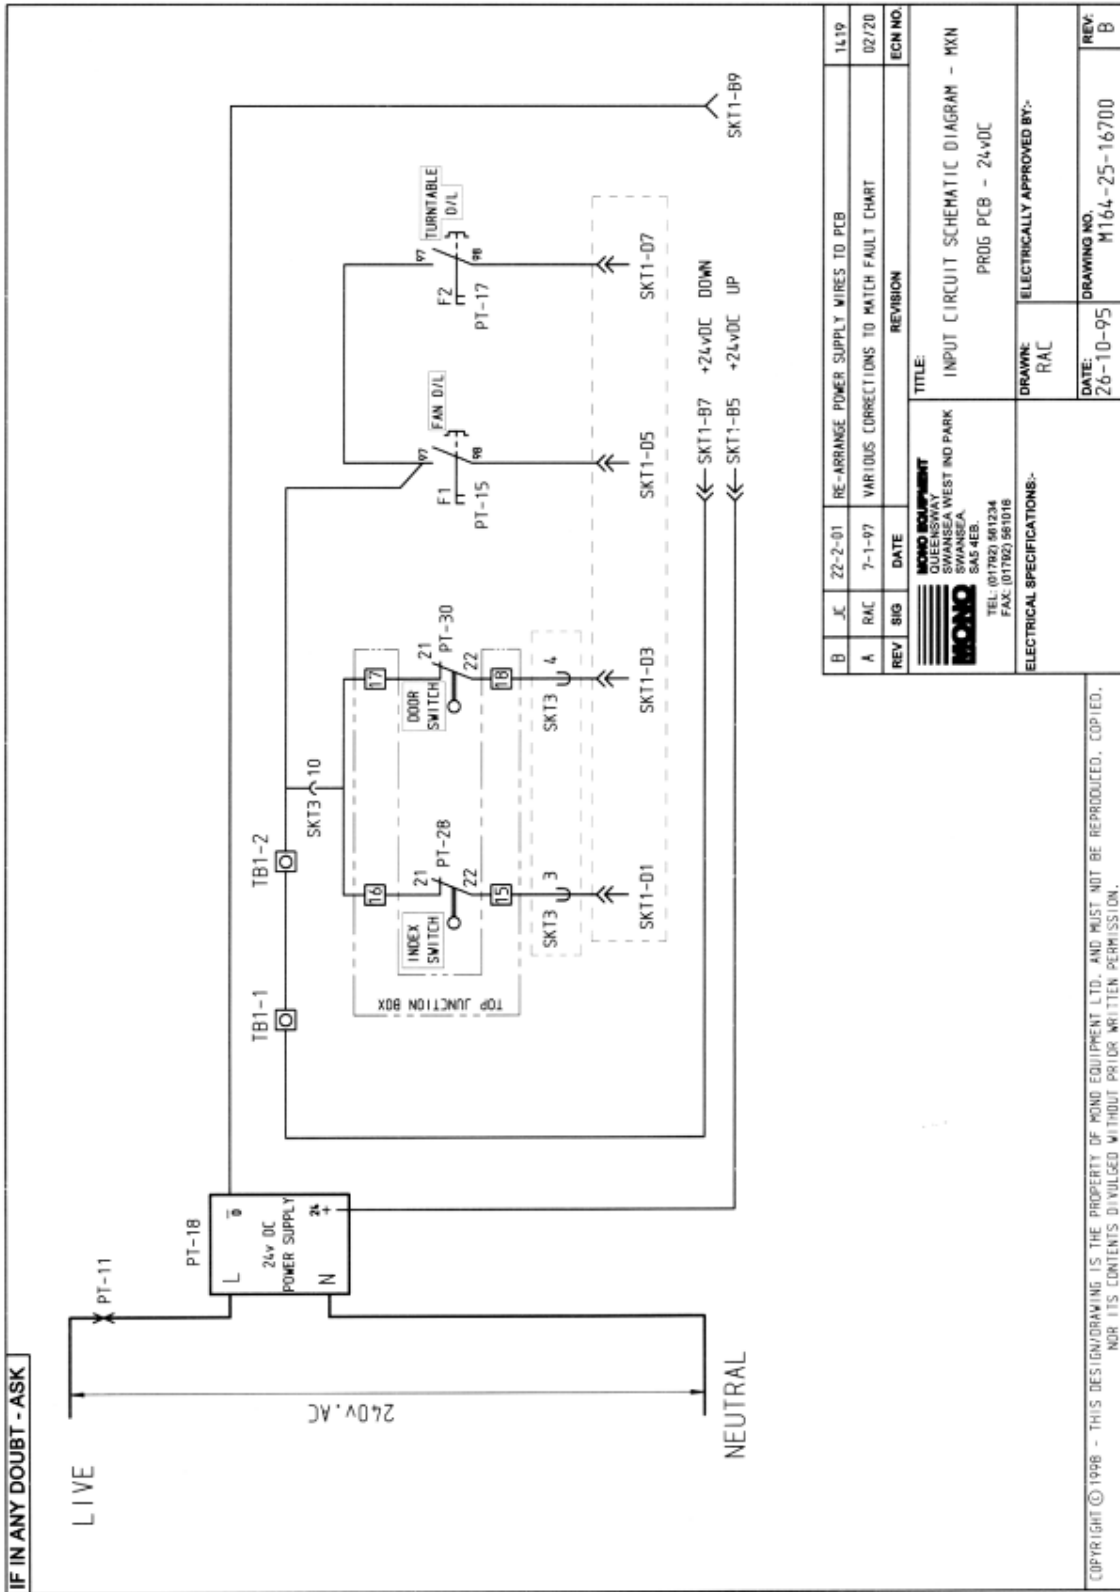 IF IN ANY DOUBT - ASK
LIVE
PT-11
240v.AC
NEUTRAL
PT-18
L
0
-
24v DC
POWER SUPPLY
N
24
+
TB1-1
TB1-2
SKT3
10
TOP JUNCTION BOX
16
INDEX
SWITCH
21
PT-28
22
15
SKT3
3
SKT1-D1
17
DOOR
SWITCH
21
PT-30
22
18
SKT3
4
SKT1-D3
FAN O/L
97
F1
PT-15
98
SKT1-D5
TURNTABLE
O/L
97
F2
PT-17
98
SKT1-D7
SKT1-B9
SKT1-B7 +24vDC DOWN
SKT1-B5 +24vDC UP
B JC 22-2-01 RE-ARRANGE POWER SUPPLY WIRES TO PCB 1419
A RAC 7-1-97 VARIOUS CORRECTIONS TO MATCH FAULT CHART 02/20
REV SIG DATE REVISION ECN NO.
MONO
MONO EQUIPMENT
QUEENSWAY
SWANSEA WEST IND PARK
SWANSEA.
SA5 4EB.
TEL: (01792) 561234
FAX: (01792) 561016
TITLE:
INPUT CIRCUIT SCHEMATIC DIAGRAM - MXN
PROG PCB - 24vDC
ELECTRICAL SPECIFICATIONS:-
DRAWN:
RAC
ELECTRICALLY APPROVED BY:-
DATE:
26-10-95
DRAWING NO.
M164-25-16700
REV:
B
COPYRIGHT © 1998 - THIS DESIGN/DRAWING IS THE PROPERTY OF MONO EQUIPMENT LTD. AND MUST NOT BE REPRODUCED, COPIED,
NOR ITS CONTENTS DIVULGED WITHOUT PRIOR WRITTEN PERMISSION.